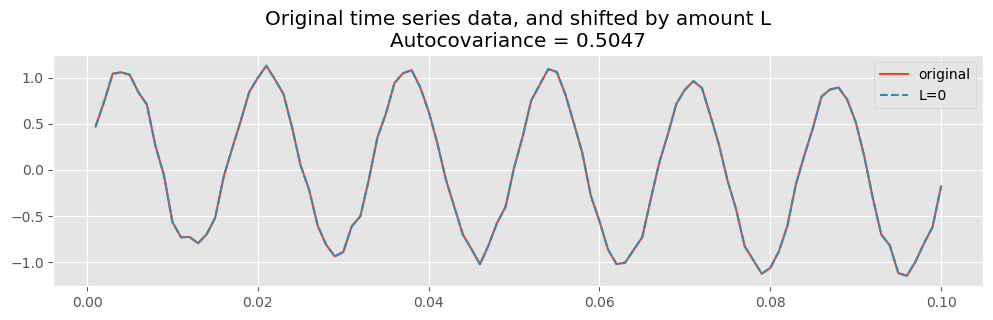 Original time series data, and shifted by amount L
Autocovariance = 0.5047
original
L=0
1.0
0.5
0.0
−0.5
−1.0
0.00
0.02
0.04
0.06
0.08
0.10